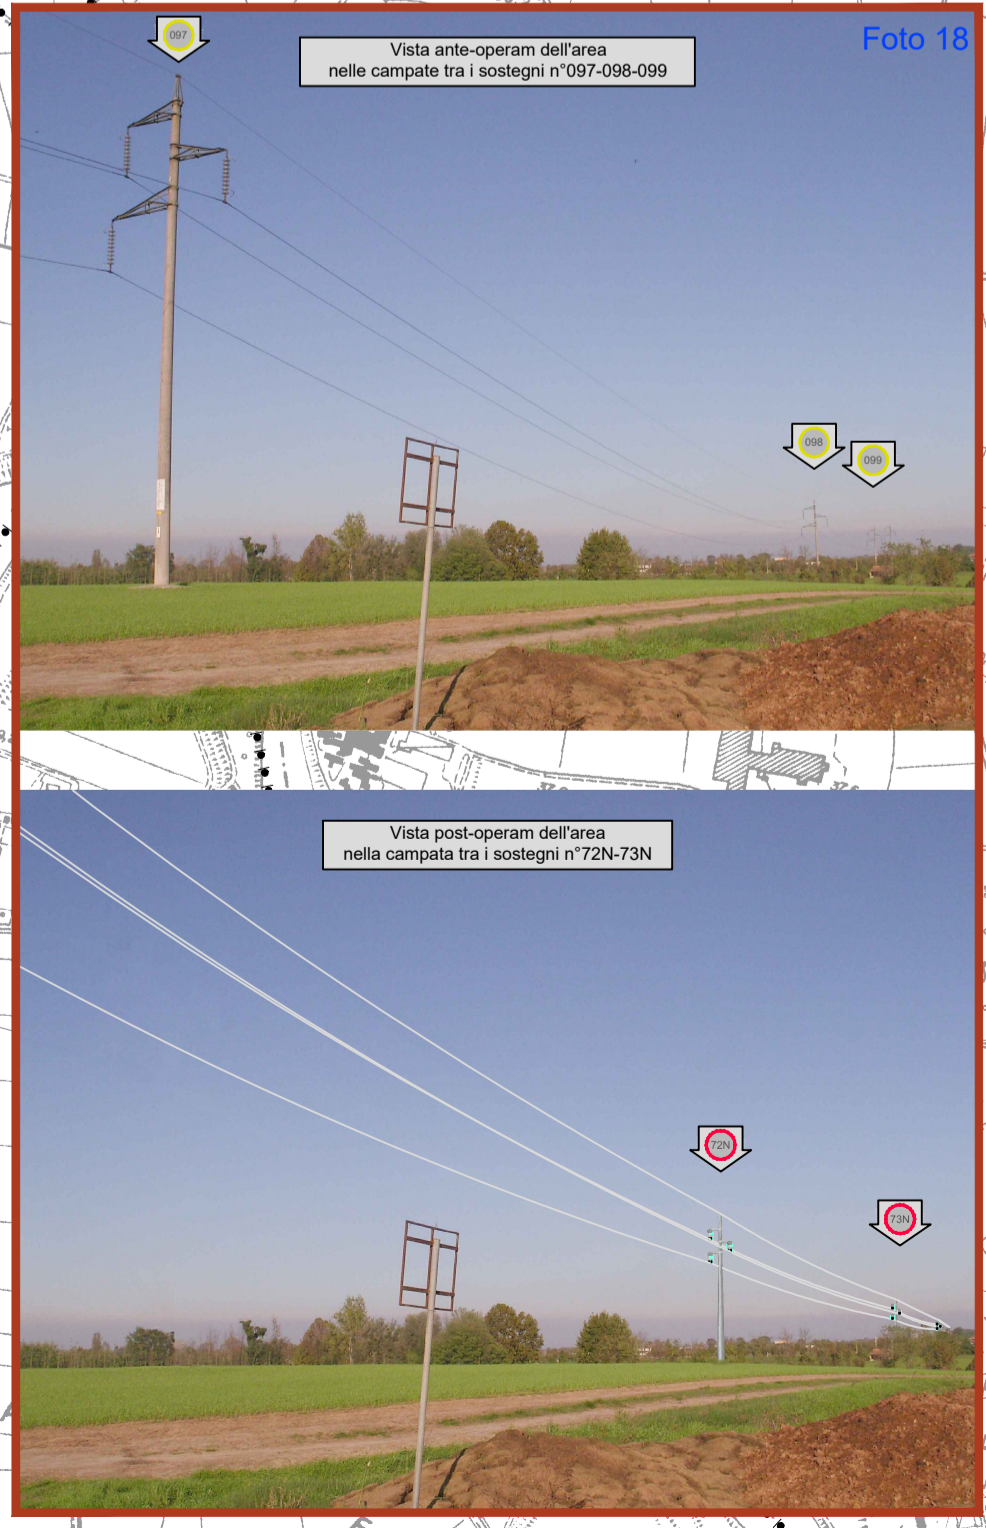 097
Vista ante-operam dell'area
nelle campate tra i sostegni n°097-098-099
Foto 18
098
099
Vista post-operam dell'area
nella campata tra i sostegni n°72N-73N
72N
73N